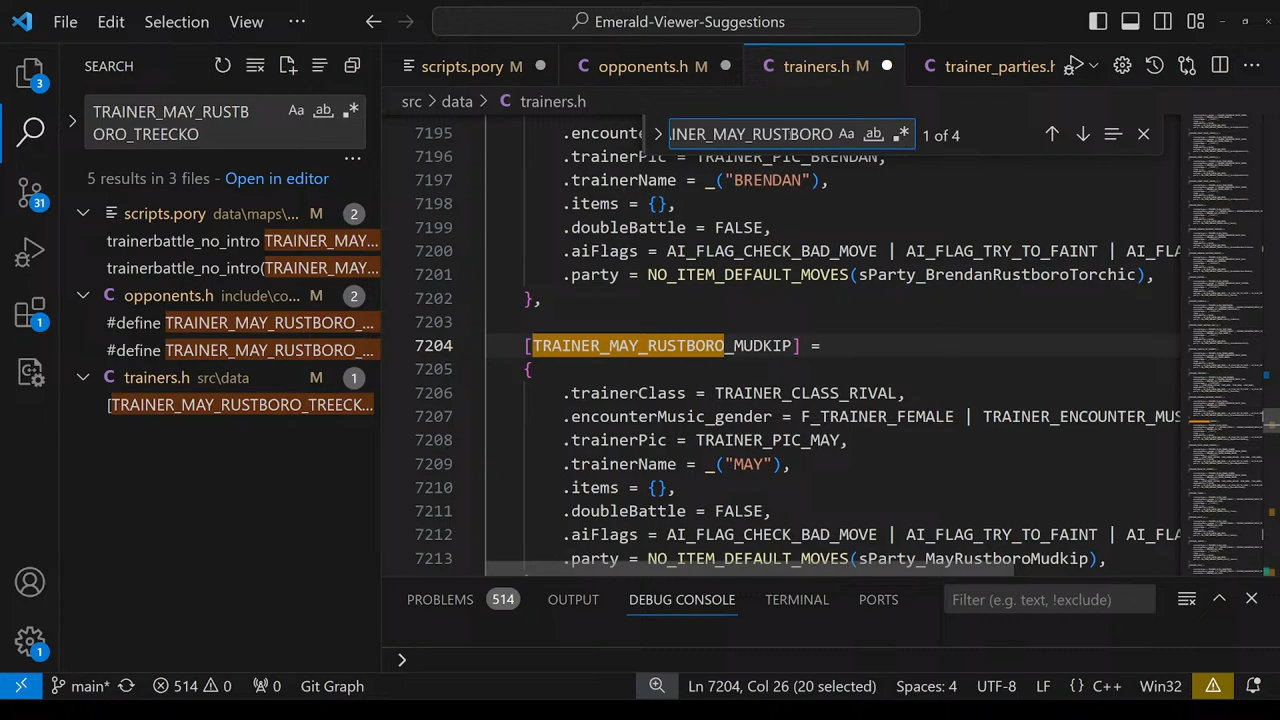 File Edit Selection View ··· Emerald-Viewer-Suggestions
SEARCH
TRAINER_MAY_RUSTB
ORO_TREECKO
Aa ab .*
5 results in 3 files - Open in editor
scripts.pory data\maps\... M 2
trainerbattle_no_intro TRAINER_MAY...
trainerbattle_no_intro(TRAINER_MAY...
C opponents.h include\co... M 2
#define TRAINER_MAY_RUSTBORO_...
#define TRAINER_MAY_RUSTBORO_...
C trainers.h src\data M 1
[TRAINER_MAY_RUSTBORO_TREECK...
3
31
1
1
scripts.pory M C opponents.h M C trainers.h M C trainer_parties.h
src > data > C trainers.h
INER_MAY_RUSTBORO Aa ab .* 1 of 4
7195 .encounte
7196 .trainerPic = TRAINER_PIC_BRENDAN,
7197 .trainerName = _("BRENDAN"),
7198 .items = {},
7199 .doubleBattle = FALSE,
7200 .aiFlags = AI_FLAG_CHECK_BAD_MOVE | AI_FLAG_TRY_TO_FAINT | AI_FLA
7201 .party = NO_ITEM_DEFAULT_MOVES(sParty_BrendanRustboroTorchic),
7202 },
7203
7204 [TRAINER_MAY_RUSTBORO_MUDKIP] =
7205 {
7206 .trainerClass = TRAINER_CLASS_RIVAL,
7207 .encounterMusic_gender = F_TRAINER_FEMALE | TRAINER_ENCOUNTER_MUS
7208 .trainerPic = TRAINER_PIC_MAY,
7209 .trainerName = _("MAY"),
7210 .items = {},
7211 .doubleBattle = FALSE,
7212 .aiFlags = AI_FLAG_CHECK_BAD_MOVE | AI_FLAG_TRY_TO_FAINT | AI_FLA
7213 .party = NO_ITEM_DEFAULT_MOVES(sParty_MayRustboroMudkip),
PROBLEMS 514 OUTPUT DEBUG CONSOLE TERMINAL PORTS Filter (e.g. text, !exclude)
>
main* 514 0 0 Git Graph Ln 7204, Col 26 (20 selected) Spaces: 4 UTF-8 LF {} C++ Win32